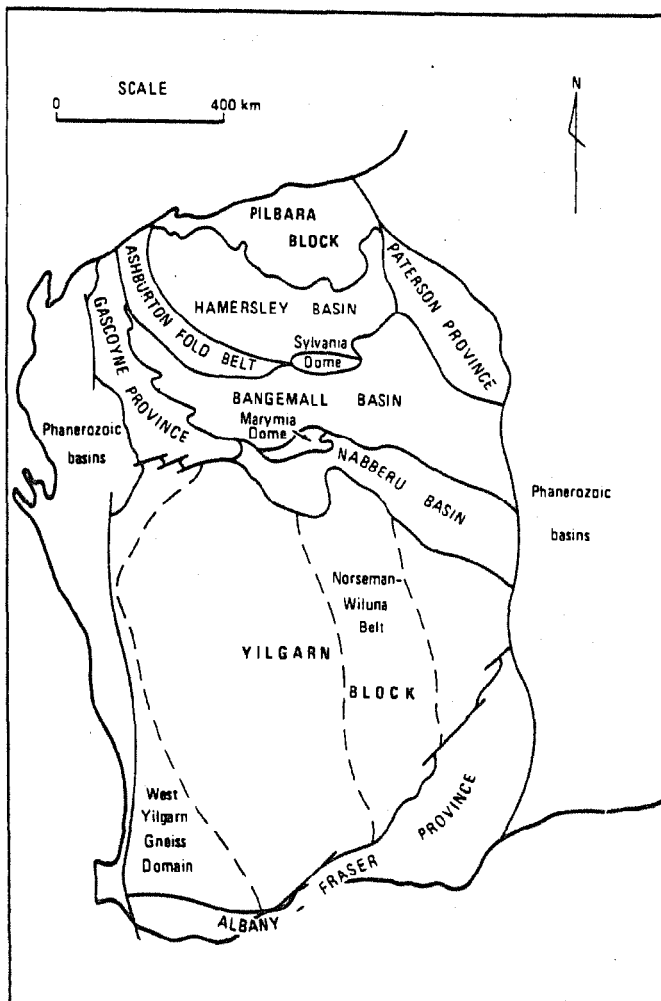 SCALE
0 400 km
N
PILBARA
BLOCK
PATERSON PROVINCE
ASHBURTON FOLD BELT
HAMERSLEY BASIN
GASCOYNE PROVINCE
Sylvania
Dome
BANGEMALL BASIN
Marymia
Dome
Phanerozoic
basins
NABBERU BASIN
Phanerozoic
basins
Norseman-
Wiluna
Belt
YILGARN
BLOCK
West
Yilgarn
Gneiss
Domain
ALBANY FRASER PROVINCE